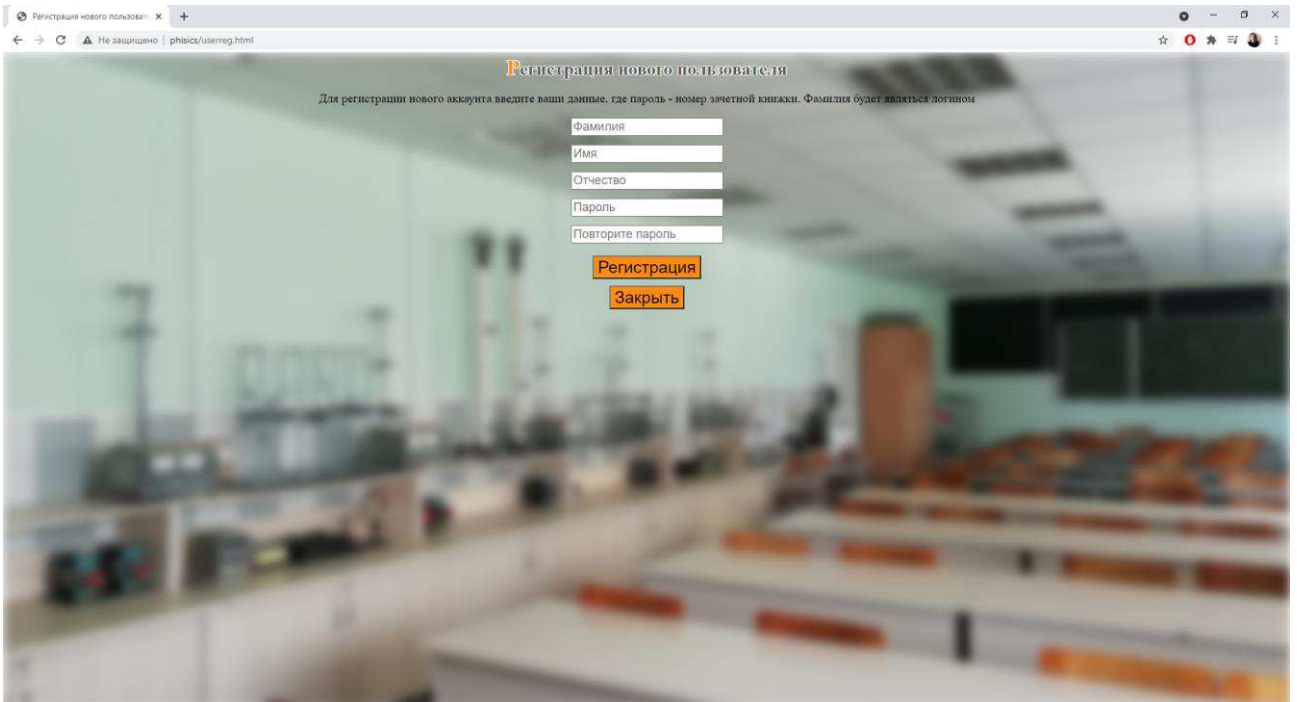 Регистрация нового пользоват
Не защищено | phisics/userreg.html
Регистрация нового пользователя
Для регистрации нового аккаунта введите ваши данные, где пароль - номер зачетной книжки. Фамилия будет являться логином
Фамилия
Имя
Отчество
Пароль
Повторите пароль
Регистрация
Закрыть